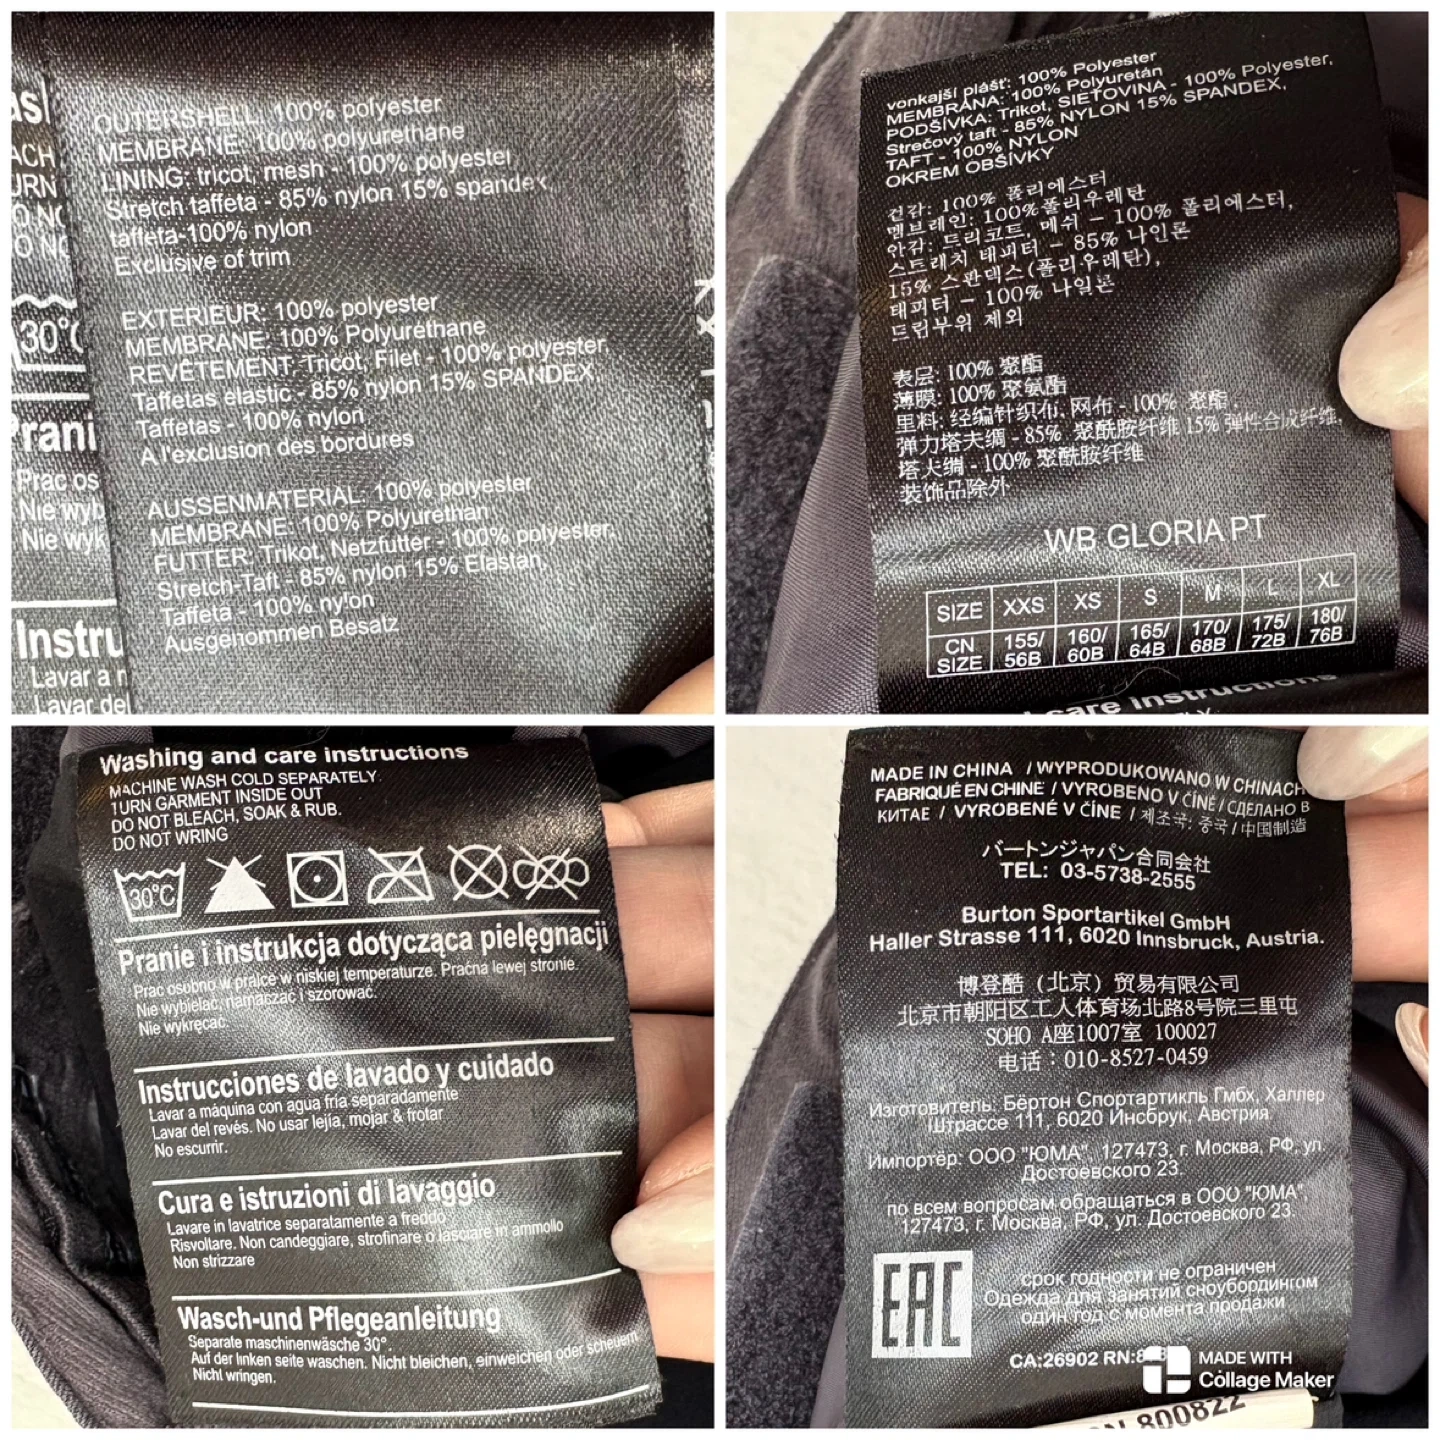 OUTERSHELL: 100% polyester
MEMBRANE: 100% polyurethane
LINING: tricot, mesh - 100% polyester
Stretch taffeta - 85% nylon 15% spandex,
taffeta-100% nylon
Exclusive of trim
EXTERIEUR: 100% polyester
MEMBRANE: 100% Polyuréthane
REVÊTEMENT, Tricot, Filet - 100% polyester,
Taffetas elastic - 85% nylon 15% SPANDEX,
Taffetas - 100% nylon
A l'exclusion des bordures
AUSSENMATERIAL: 100% polyester
MEMBRANE: 100% Polyurethan
FUTTER, Trikot, Netzfutter - 100% polyester,
Stretch-Taft - 85% nylon 15% Elastan,
Taffeta - 100% nylon
Ausgenommen Besatz
30°C
Prac os
Nie wyb
Nie wyk
Instru
Lavar a
Lavar de
vonkajší plášť: 100% Polyester
MEMBRÁNA: 100% Polyuretán
PODŠÍVKA: Trikot, SIEŤOVINA - 100% Polyester,
Strečový taft - 85% NYLON 15% SPANDEX,
TAFT - 100% NYLON
OKREM OBŠÍVKY
겉감: 100% 폴리에스터
멤브레인: 100%폴리우레탄
안감: 트리코트, 메쉬 - 100% 폴리에스터,
스트레치 태피터 - 85% 나인론
15% 스판덱스(폴리우레탄),
태피터 - 100% 나일론
드림부위 제외
表层: 100% 聚酯
薄膜: 100% 聚氨酯
里料: 经编针织布, 网布 - 100% 聚酯,
弹力塔夫绸 - 85% 聚酰胺纤维 15% 弹性合成纤维,
塔夫绸 - 100% 聚酰胺纤维
装饰品除外
WB GLORIA PT
SIZE XXS XS S M L XL
CN SIZE 155/56B 160/60B 165/64B 170/68B 175/72B 180/76B
care instructions
Washing and care instructions
MACHINE WASH COLD SEPARATELY.
TURN GARMENT INSIDE OUT
DO NOT BLEACH, SOAK & RUB.
DO NOT WRING
30°C
Pranie i instrukcja dotycząca pielęgnacji
Prac osobno w pralce w niskiej temperaturze. Praćna lewej stronie.
Nie wybielac, namaczać i szorować.
Nie wykręcać.
Instrucciones de lavado y cuidado
Lavar a máquina con agua fría separadamente
Lavar del revés. No usar lejía, mojar & frotar
No escurrir.
Cura e istruzioni di lavaggio
Lavare in lavatrice separatamente a freddo
Risvoltare. Non candeggiare, strofinare o lasciare in ammollo
Non strizzare
Wasch-und Pflegeanleitung
Separate maschinenwäsche 30°.
Auf der linken seite waschen. Nicht bleichen, einweichen oder scheuern
Nicht wringen.
MADE IN CHINA / WYPRODUKOWANO W CHINACH
FABRIQUÉ EN CHINE / VYROBENO V ČÍNĚ / СДЕЛАНО В
КИТАЕ / VYROBENÉ V ČÍNE / 제조국: 중국 / 中国制造
バートンジャパン合同会社
TEL: 03-5738-2555
Burton Sportartikel GmbH
Haller Strasse 111, 6020 Innsbruck, Austria.
博登酷（北京）贸易有限公司
北京市朝阳区工人体育场北路8号院三里屯
SOHO A座1007室 100027
电话：010-8527-0459
Изготовитель: Бёртон Спортартикль Гмбх, Халлер
Штрассе 111, 6020 Инсбрук, Австрия.
Импортёр: ООО "ЮМА", 127473, г. Москва, РФ, ул.
Достоевского 23.
по всем вопросам обращаться в ООО "ЮМА",
127473, г. Москва, РФ, ул. Достоевского 23.
EAC
срок годности не ограничен
Одежда для занятий сноубордингом
один год с момента продажи
CA:26902 RN:8
MADE WITH
Collage Maker
800822